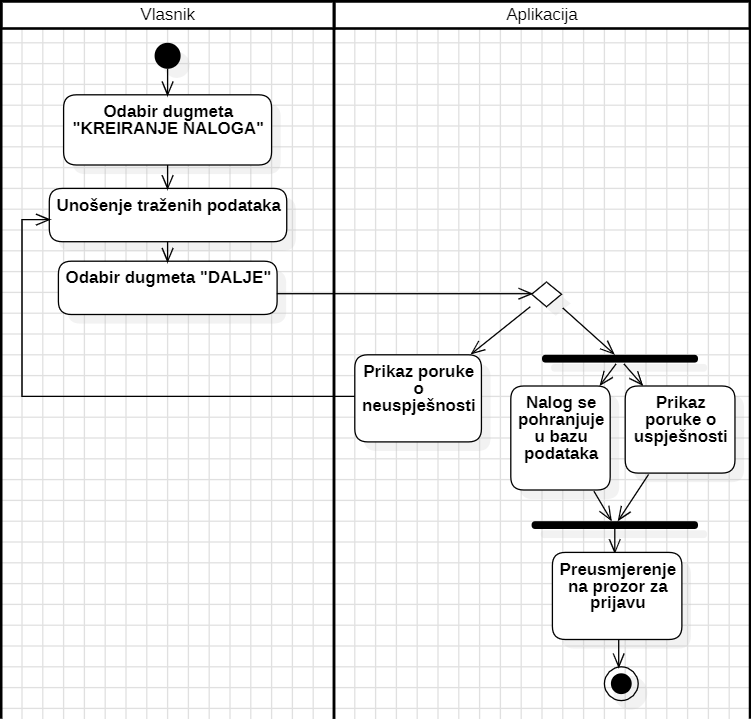 Vlasnik
Aplikacija
Odabir dugmeta
"KREIRANJE NALOGA"
Unošenje traženih podataka
Odabir dugmeta "DALJE"
Prikaz poruke
o
neuspješnosti
Nalog se
pohranjuje
u bazu
podataka
Prikaz
poruke o
uspješnosti
Preusmjerenje
na prozor za
prijavu